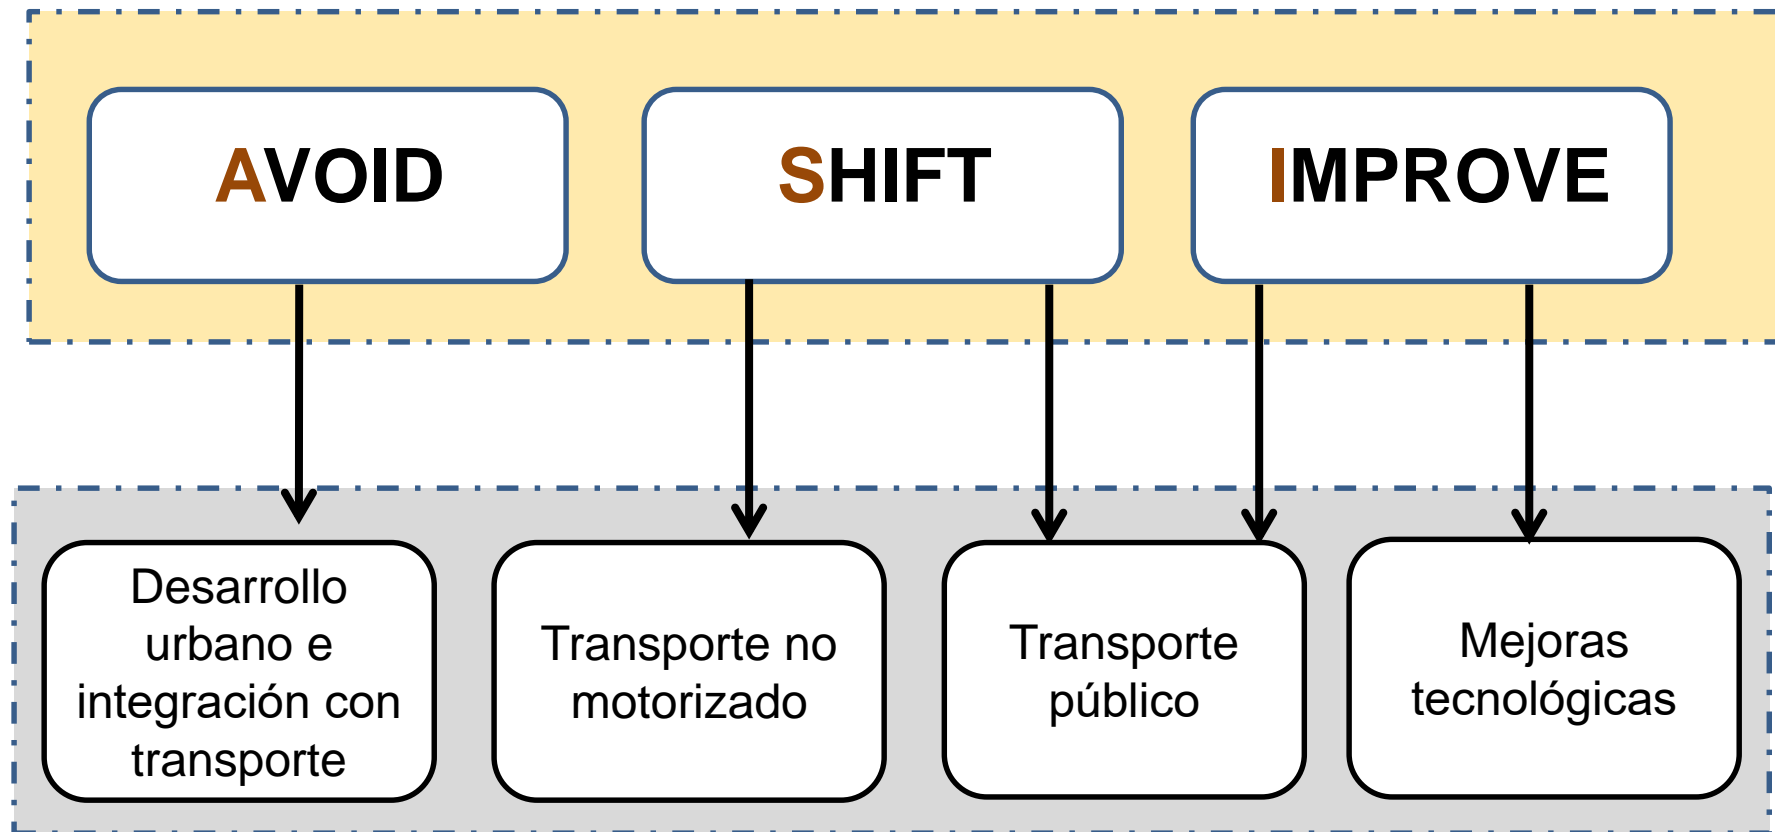 AVOID
SHIFT
IMPROVE
Desarrollo
urbano e
integración con
transporte
Transporte no
motorizado
Transporte
público
Mejoras
tecnológicas